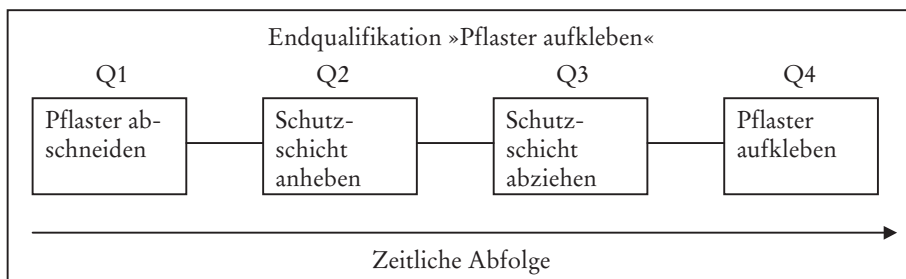 Endqualifikation »Pflaster aufkleben«
Q1
Q2
Q3
Q4
Pflaster ab-
schneiden
Schutz-
schicht
anheben
Schutz-
schicht
abziehen
Pflaster
aufkleben
Zeitliche Abfolge